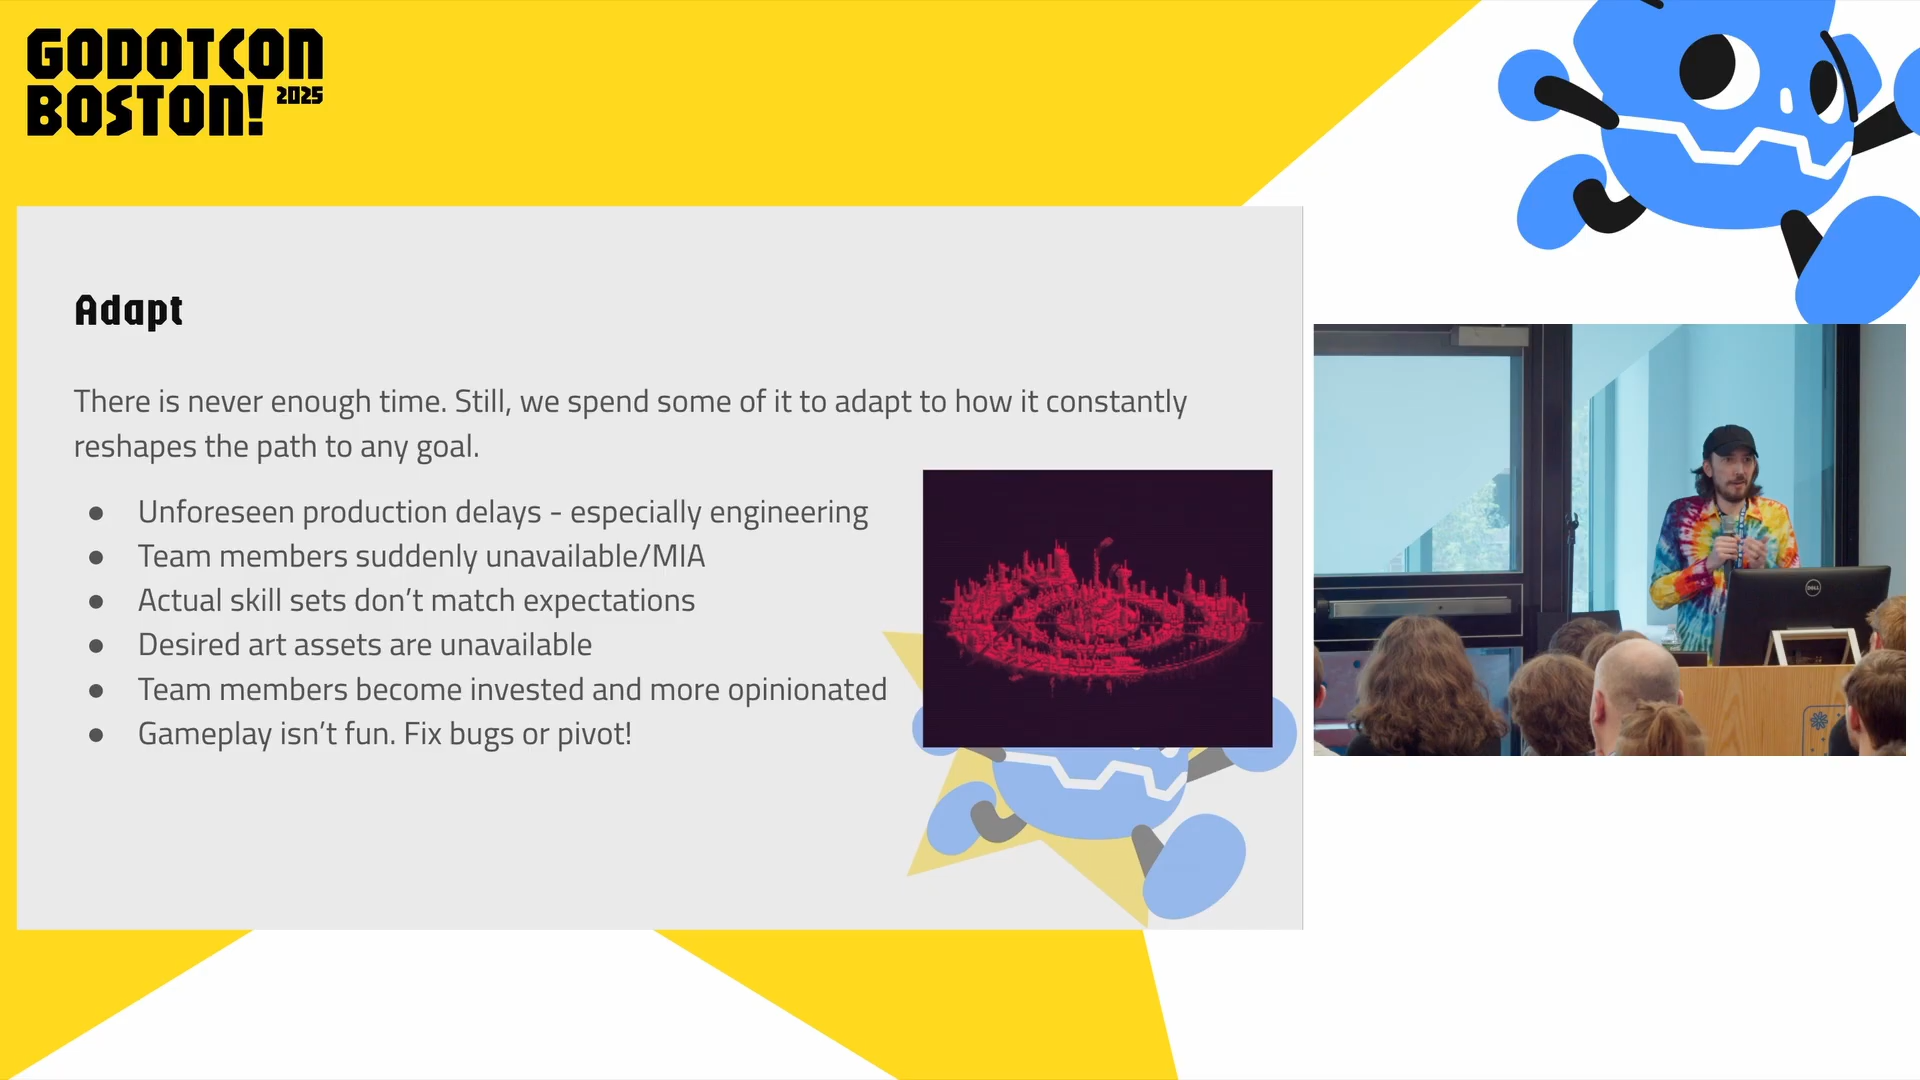 GODOTCON
BOSTON! 2025
Adapt
There is never enough time. Still, we spend some of it to adapt to how it constantly
reshapes the path to any goal.
● Unforeseen production delays - especially engineering
● Team members suddenly unavailable/MIA
● Actual skill sets don’t match expectations
● Desired art assets are unavailable
● Team members become invested and more opinionated
● Gameplay isn’t fun. Fix bugs or pivot!
DELL